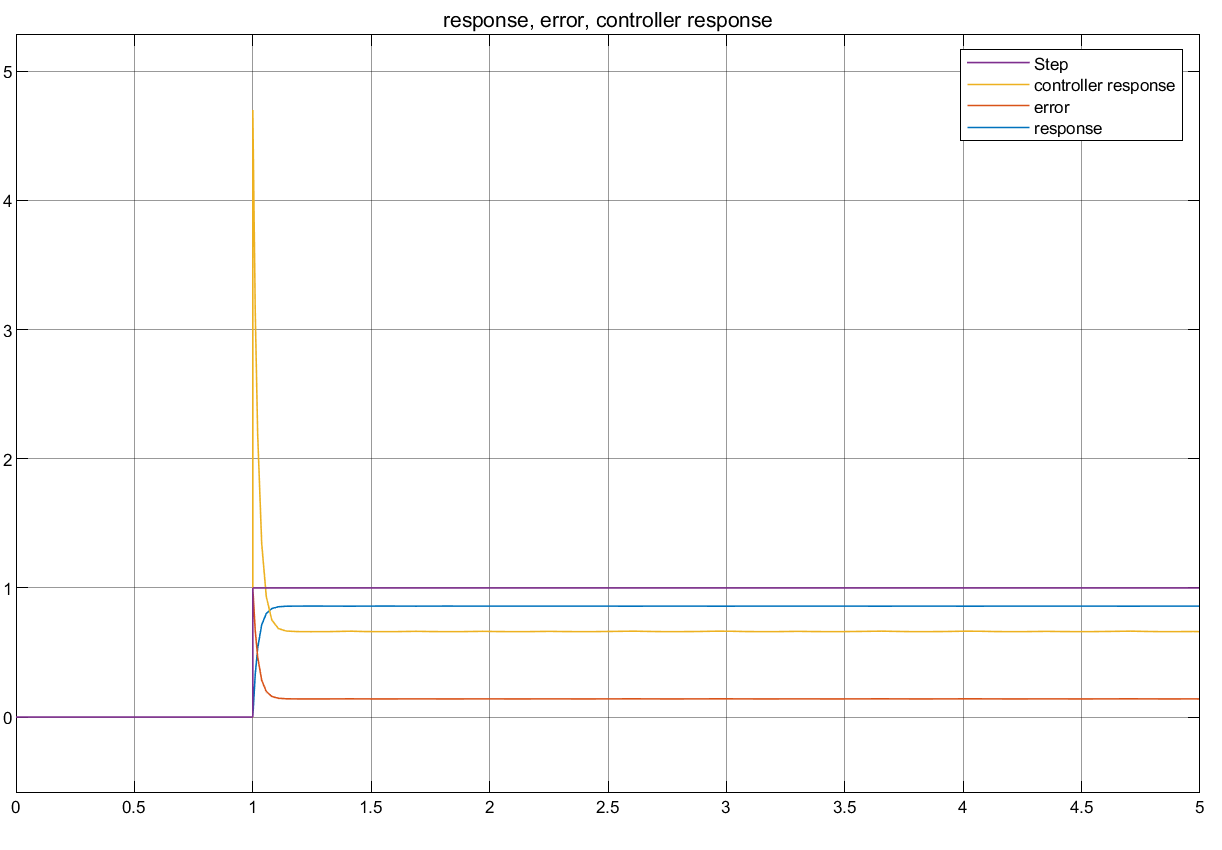 response, error, controller response
Step
controller response
error
response
5
4
3
2
1
0
0 0.5 1 1.5 2 2.5 3 3.5 4 4.5 5